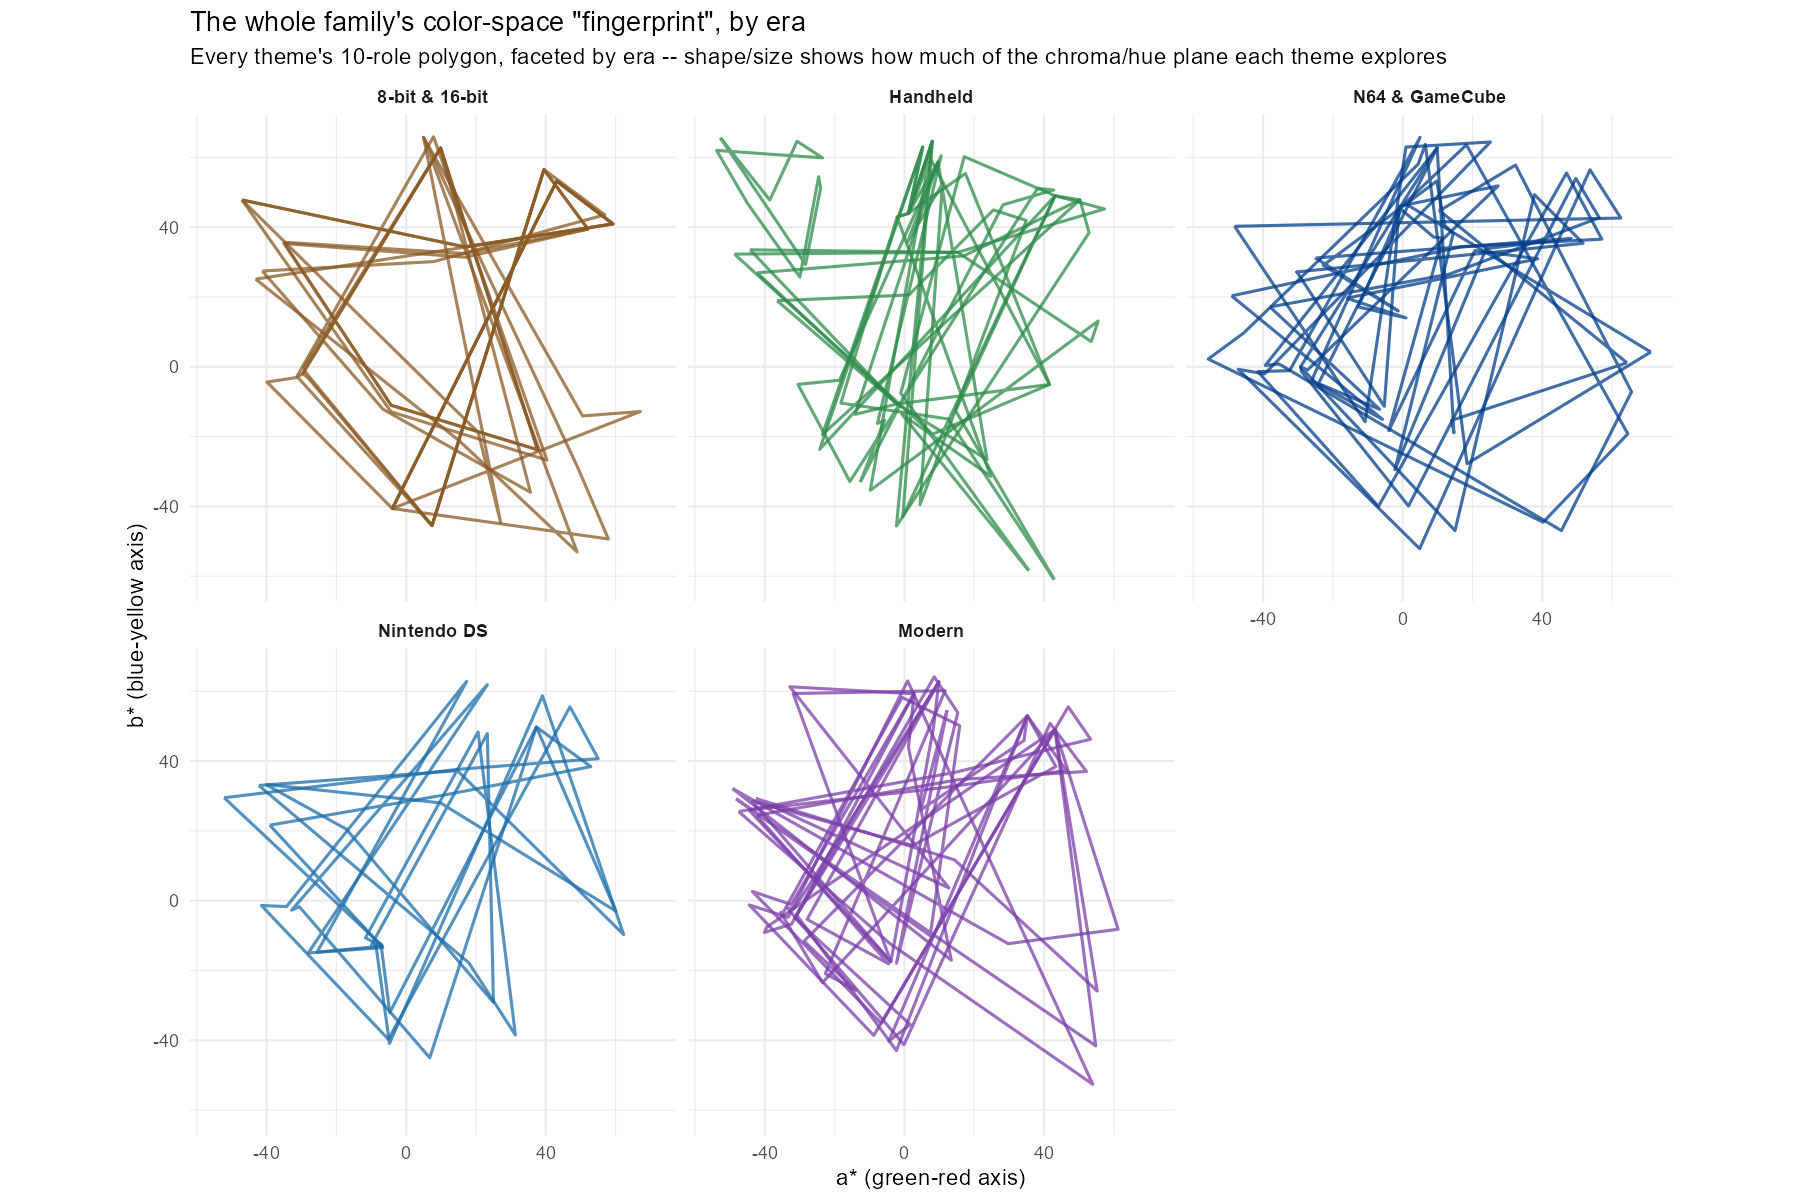 The whole family's color-space "fingerprint", by era
Every theme's 10-role polygon, faceted by era -- shape/size shows how much of the chroma/hue plane each theme explores
8-bit & 16-bit
Handheld
N64 & GameCube
40
0
-40
-40
0
40
b* (blue-yellow axis)
Nintendo DS
Modern
40
0
-40
-40
0
40
-40
0
40
a* (green-red axis)